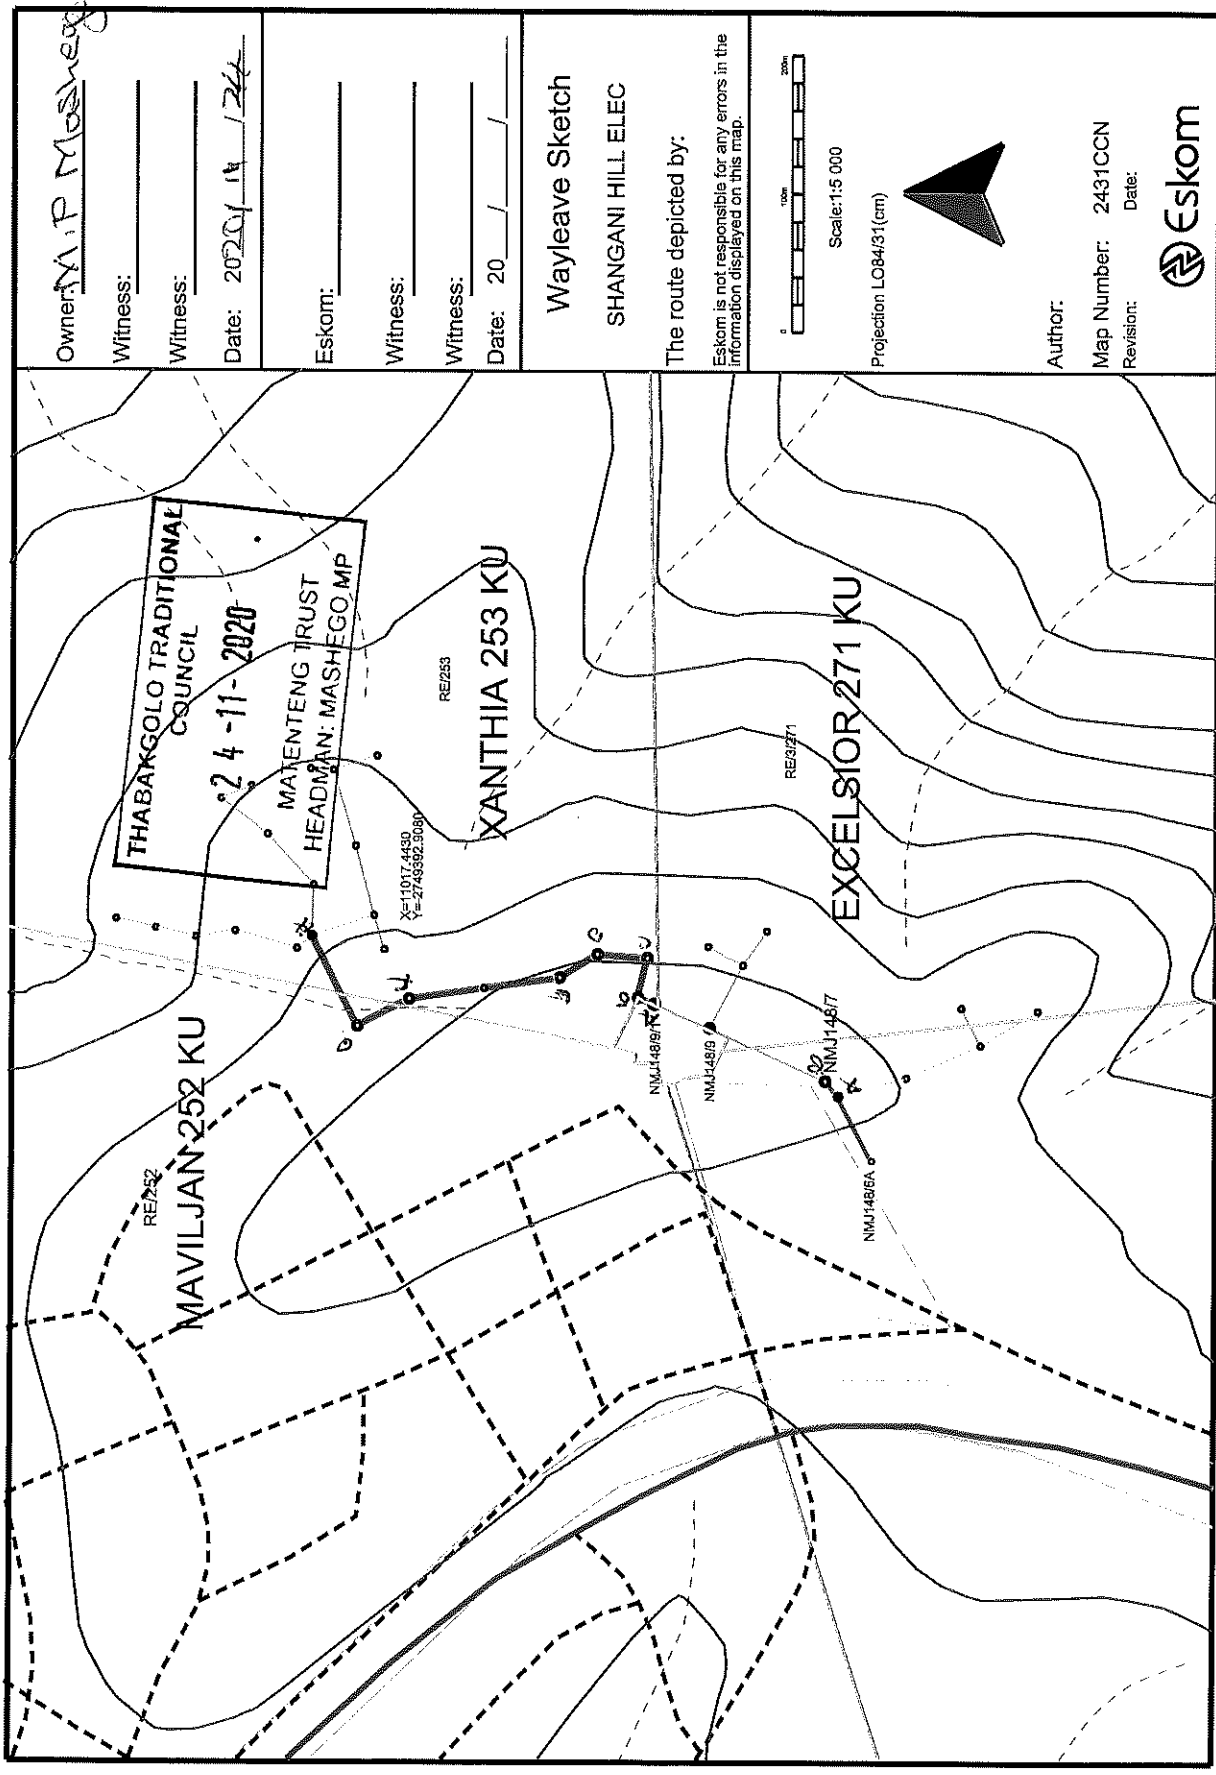 Owner: M.P Mashego
Witness:
Witness:
Date: 2020/11/24
Eskom:
Witness:
Witness:
Date: 20 / /
Wayleave Sketch
SHANGANI HILL ELEC
The route depicted by:
Eskom is not responsible for any errors in the
information displayed on this map.
0 100m 200m
Scale:1:5 000
Projection LO84/31(cm)
Author:
Map Number: 2431CCN
Revision: Date:
Eskom
THABAKGOLO TRADITIONAL
COUNCIL
24-11-2020
MATENTENG TRUST
HEADMAN: MASHEGO MP
MAVILJAN 252 KU
RE/252
XANTHIA 253 KU
RE/253
X=11017.4430
Y=-2749392.9080
EXCELSIOR 271 KU
RE/3/271
NMJ148/9/1
NMJ148/9
NMJ148/7
NMJ148/6A